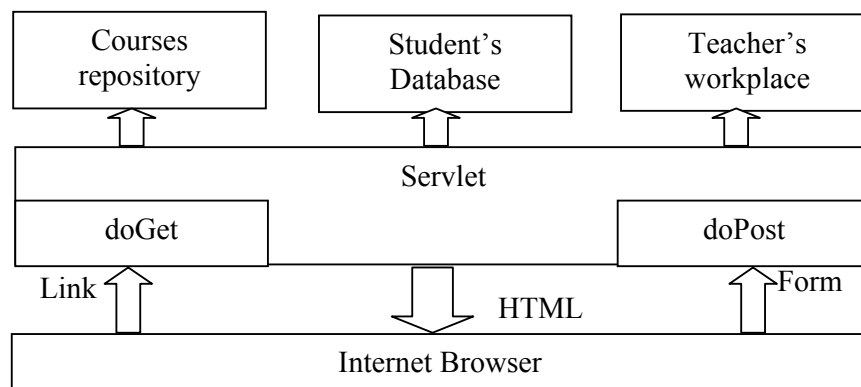 Courses
repository
Student’s
Database
Teacher’s
workplace
Servlet
doGet
doPost
Link
HTML
Form
Internet Browser